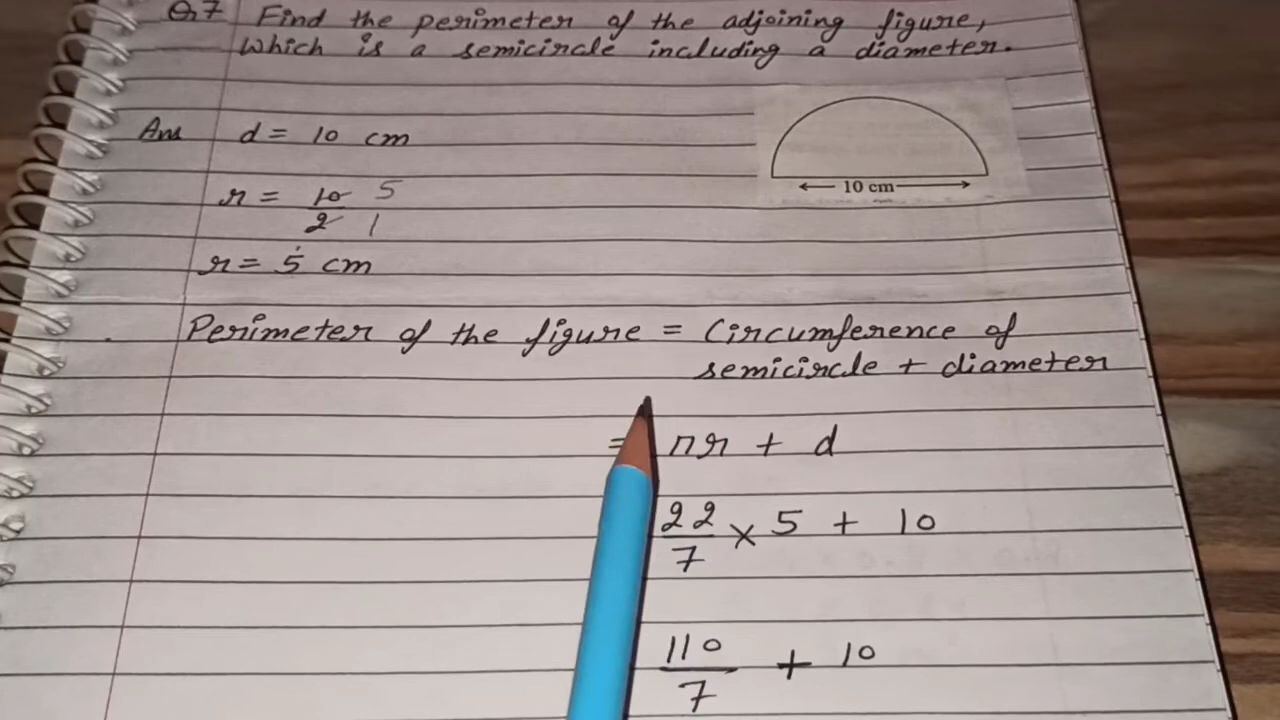 Q.7 Find the perimeter of the adjoining figure,
which is a semicircle including a diameter.
Ans d = 10 cm
10 cm
r = 10 5
2 1
r = 5 cm
Perimeter of the figure = Circumference of
semicircle + diameter
= πr + d
22/7 × 5 + 10
110/7 + 10